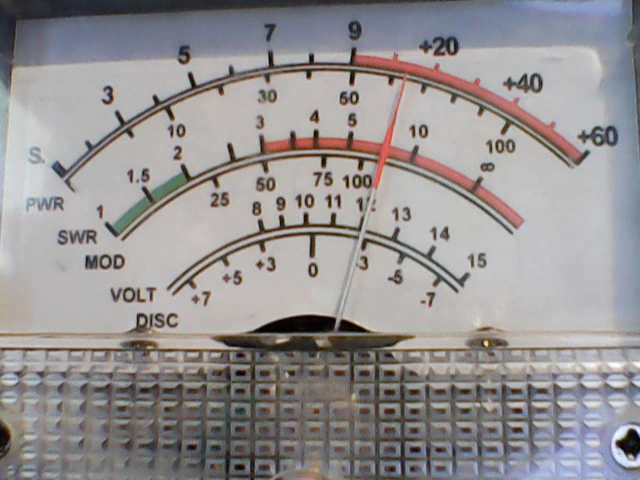 S. 3 5 7 9 +20 +40 +60
PWR 10 30 50 100
SWR 1 1.5 2 3 4 5 10 ∞
MOD 25 50 75 100
VOLT 8 9 10 11 12 13 14 15
DISC +7 +5 +3 0 -3 -5 -7